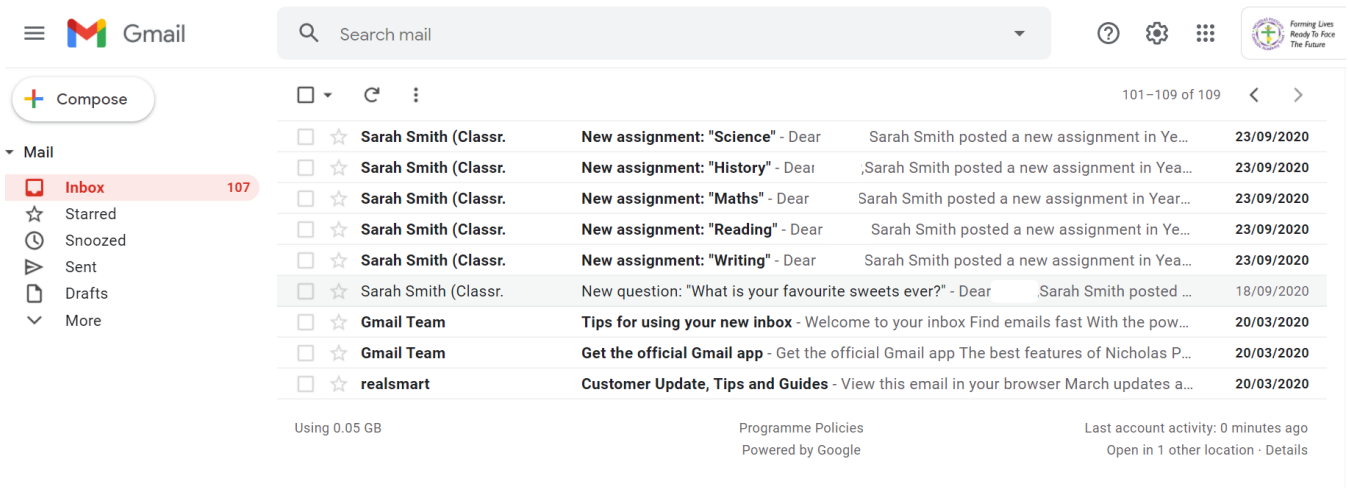 Gmail
Search mail
Forming Lives
Ready To Face
The Future
Compose
101–109 of 109
Mail
Inbox 107
Starred
Snoozed
Sent
Drafts
More
Sarah Smith (Classr. New assignment: "Science" - Dear Sarah Smith posted a new assignment in Ye... 23/09/2020
Sarah Smith (Classr. New assignment: "History" - Dear ,Sarah Smith posted a new assignment in Yea... 23/09/2020
Sarah Smith (Classr. New assignment: "Maths" - Dear Sarah Smith posted a new assignment in Year... 23/09/2020
Sarah Smith (Classr. New assignment: "Reading" - Dear Sarah Smith posted a new assignment in Ye... 23/09/2020
Sarah Smith (Classr. New assignment: "Writing" - Dear Sarah Smith posted a new assignment in Yea... 23/09/2020
Sarah Smith (Classr. New question: "What is your favourite sweets ever?" - Dear ,Sarah Smith posted ... 18/09/2020
Gmail Team Tips for using your new inbox - Welcome to your inbox Find emails fast With the pow... 20/03/2020
Gmail Team Get the official Gmail app - Get the official Gmail app The best features of Nicholas P... 20/03/2020
realsmart Customer Update, Tips and Guides - View this email in your browser March updates a... 20/03/2020
Using 0.05 GB
Programme Policies
Powered by Google
Last account activity: 0 minutes ago
Open in 1 other location · Details